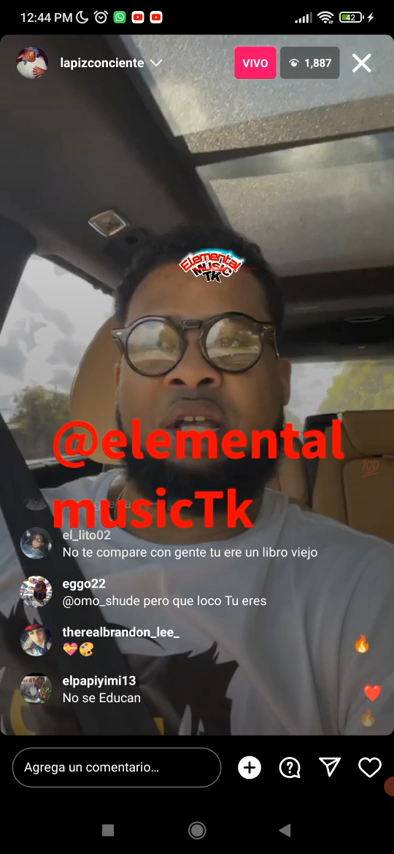 12:44 PM
42
lapizconciente
VIVO
1,887
Elemental
MUSIC
TK
@elemental
musicTk
el_lito02
No te compare con gente tu ere un libro viejo
eggo22
@omo_shude pero que loco Tu eres
therealbrandon_lee_
elpapiyimi13
No se Educan
Agrega un comentario...